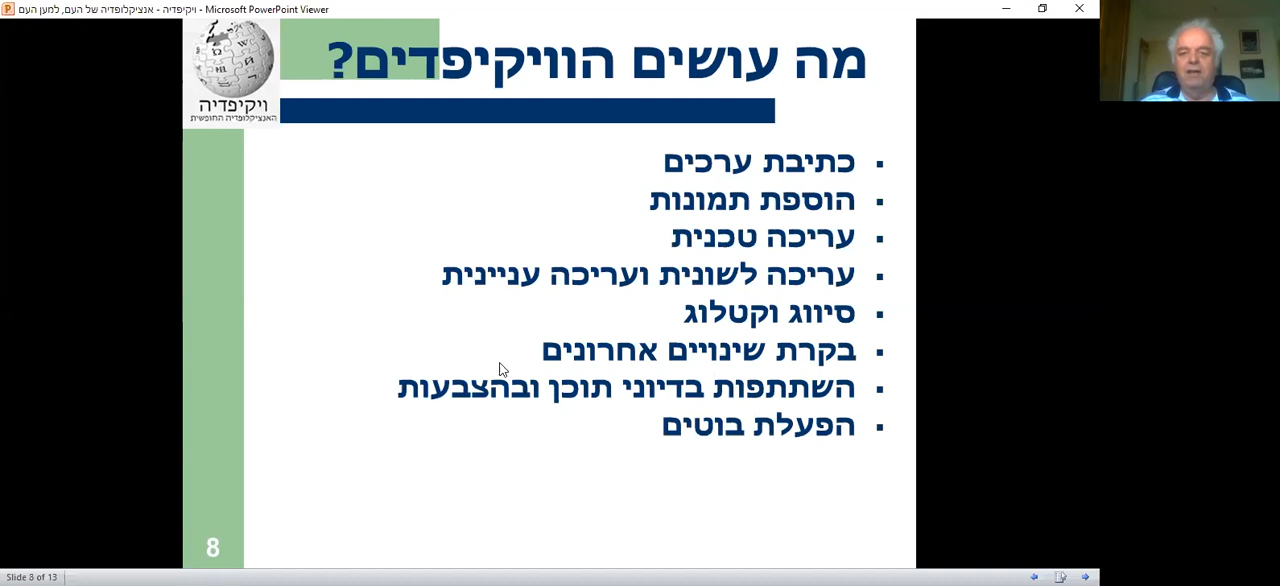 ויקיפדיה - אנציקלופדיה של העם, למען העם - Microsoft PowerPoint Viewer
ויקיפדיה
האנציקלופדיה החופשית
מה עושים הוויקיפדים?
▪ כתיבת ערכים
▪ הוספת תמונות
▪ עריכה טכנית
▪ עריכה לשונית ועריכה עניינית
▪ סיווג וקטלוג
▪ בקרת שינויים אחרונים
▪ השתתפות בדיוני תוכן ובהצבעות
▪ הפעלת בוטים
8
Slide 8 of 13